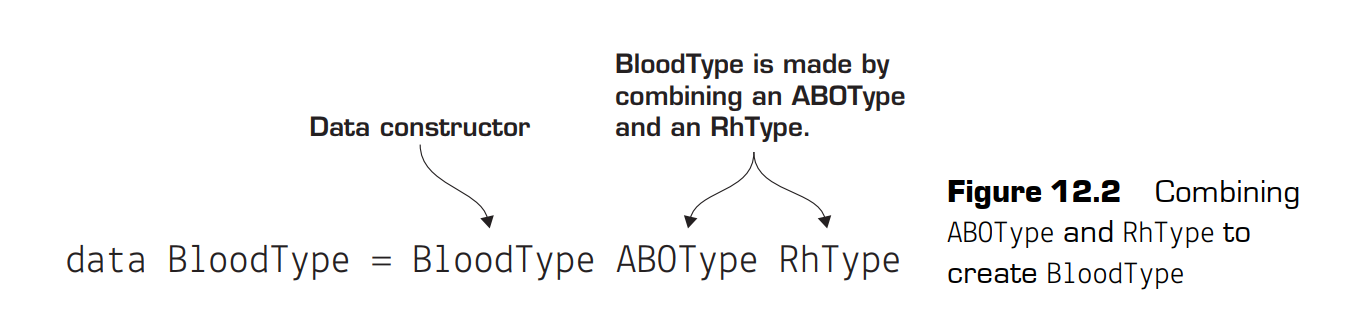 BloodType is made by
combining an ABOType
and an RhType.
Data constructor
data BloodType = BloodType ABOType RhType
Figure 12.2 Combining
ABOType and RhType to
create BloodType